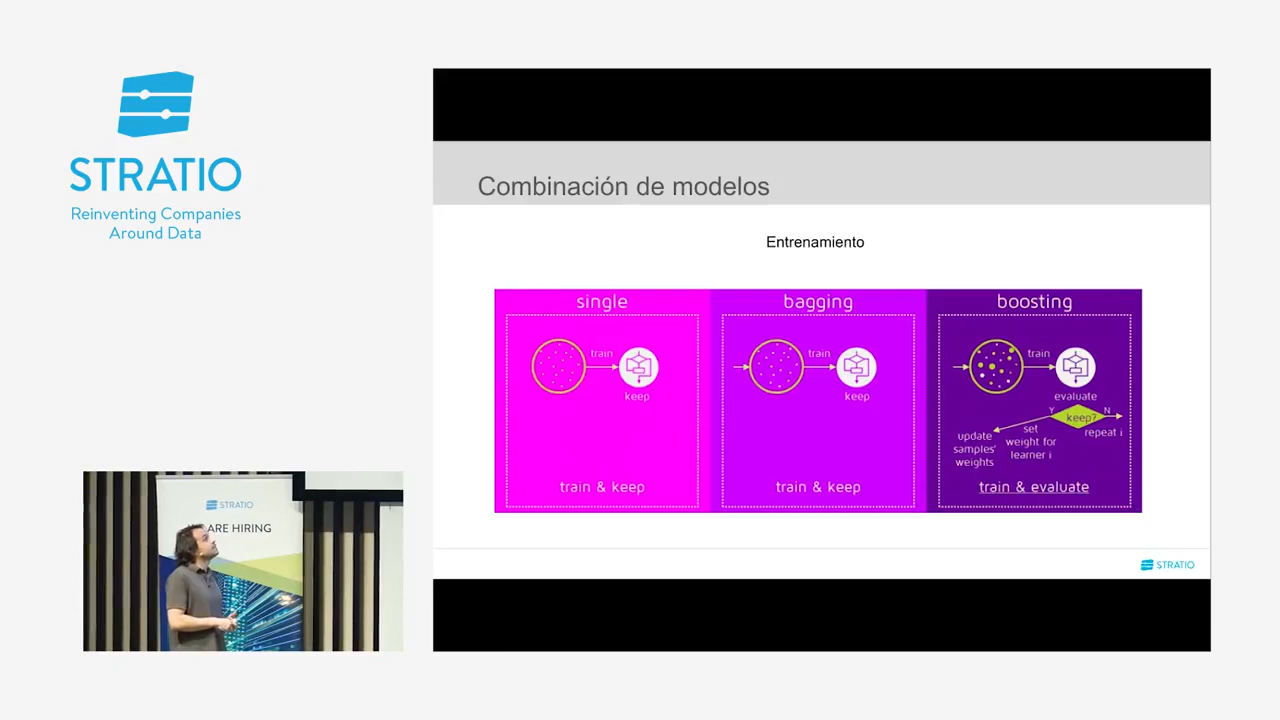 STRATIO
Reinventing Companies
Around Data
Combinación de modelos
Entrenamiento
single
train
keep
train & keep
bagging
train
keep
train & keep
boosting
train
evaluate
Y
keep?
N
repeat i
set
weight for
learner i
update
samples'
weights
train & evaluate
STRATIO
STRATIO
ARE HIRING